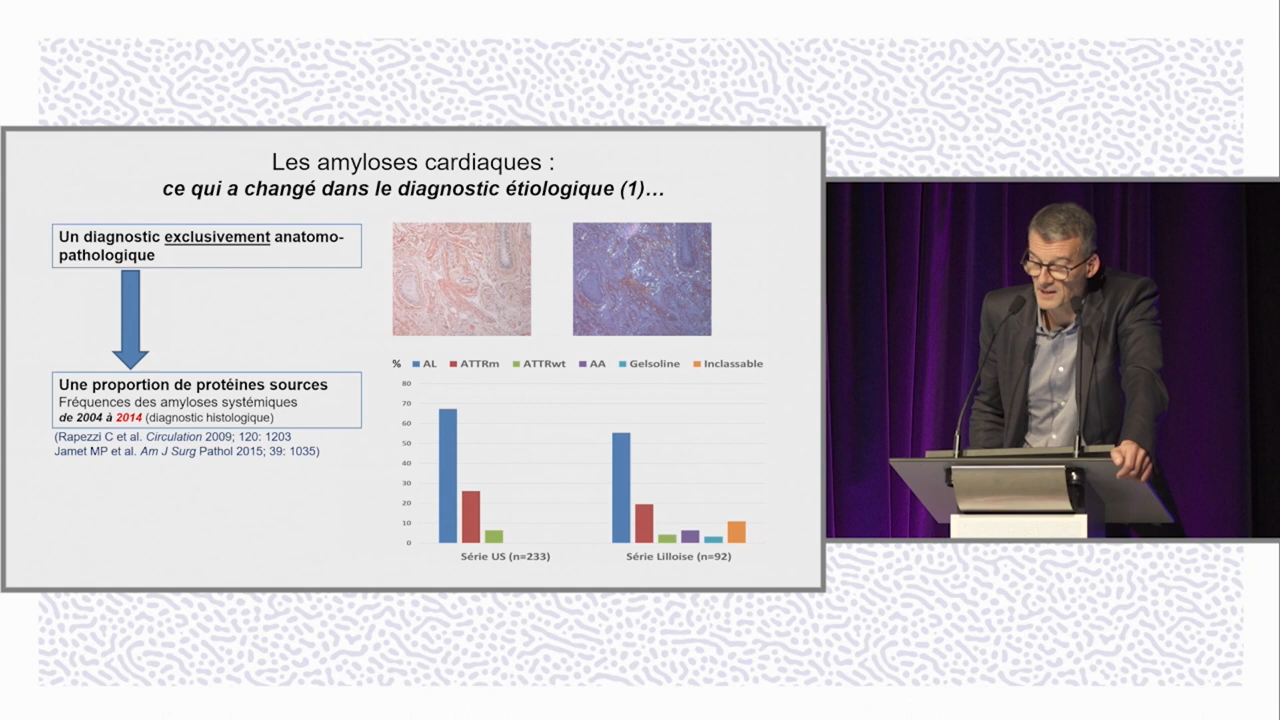 Les amyloses cardiaques :
ce qui a changé dans le diagnostic étiologique (1)…
Un diagnostic exclusivement anatomo-
pathologique
Une proportion de protéines sources
Fréquences des amyloses systémiques
de 2004 à 2014 (diagnostic histologique)
(Rapezzi C et al. Circulation 2009; 120: 1203
Jamet MP et al. Am J Surg Pathol 2015; 39: 1035)
% AL ATTRm ATTRwt AA Gelsoline Inclassable
80
70
60
50
40
30
20
10
0
Série US (n=233) Série Lilloise (n=92)